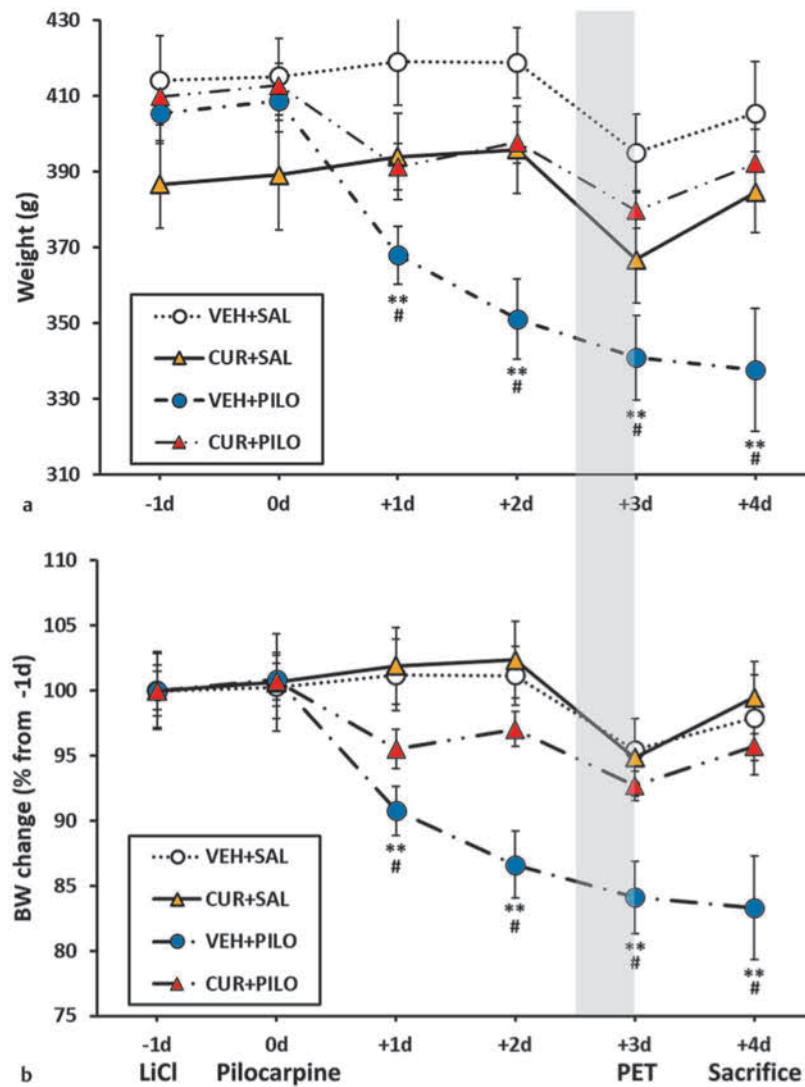 430
420
410
390
370
350
330
310
Weight (g)
VEH+SAL
CUR+SAL
VEH+PILO
CUR+PILO
**
#
**
#
**
#
**
#
a
-1d 0d +1d +2d +3d +4d
110
105
100
95
90
85
80
75
BW change (% from -1d)
VEH+SAL
CUR+SAL
VEH+PILO
CUR+PILO
**
#
**
#
**
#
**
#
-1d 0d +1d +2d +3d +4d
b
LiCl Pilocarpine PET Sacrifice